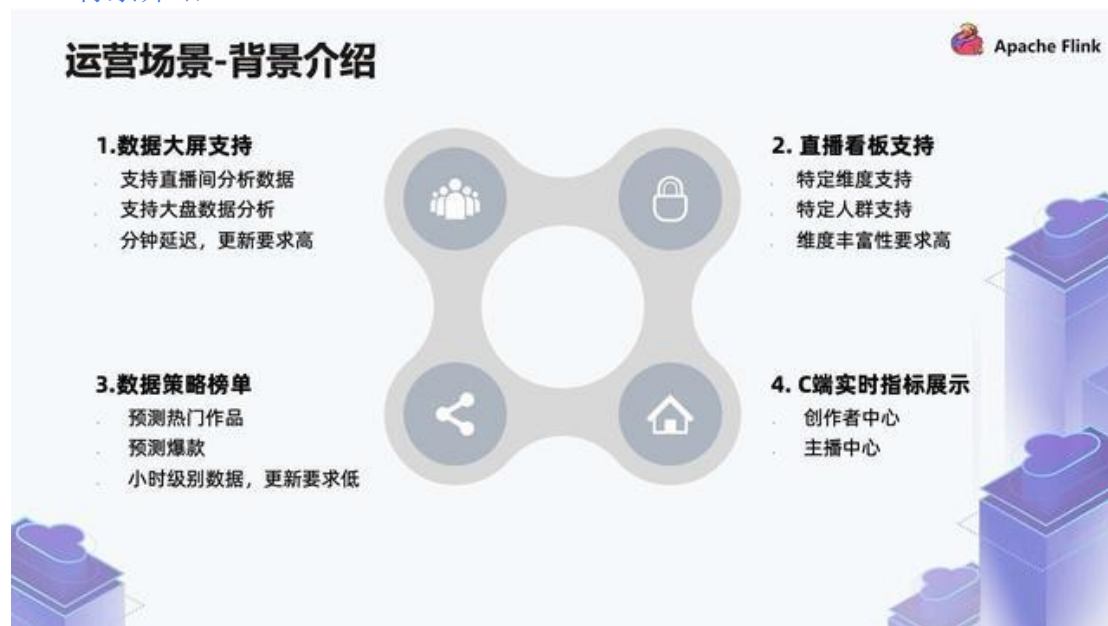 运营场景-背景介绍
Apache Flink
1.数据大屏支持
支持直播间分析数据
支持大盘数据分析
分钟延迟，更新要求高
2. 直播看板支持
特定维度支持
特定人群支持
维度丰富性要求高
3.数据策略榜单
预测热门作品
预测爆款
小时级别数据，更新要求低
4. C端实时指标展示
创作者中心
主播中心